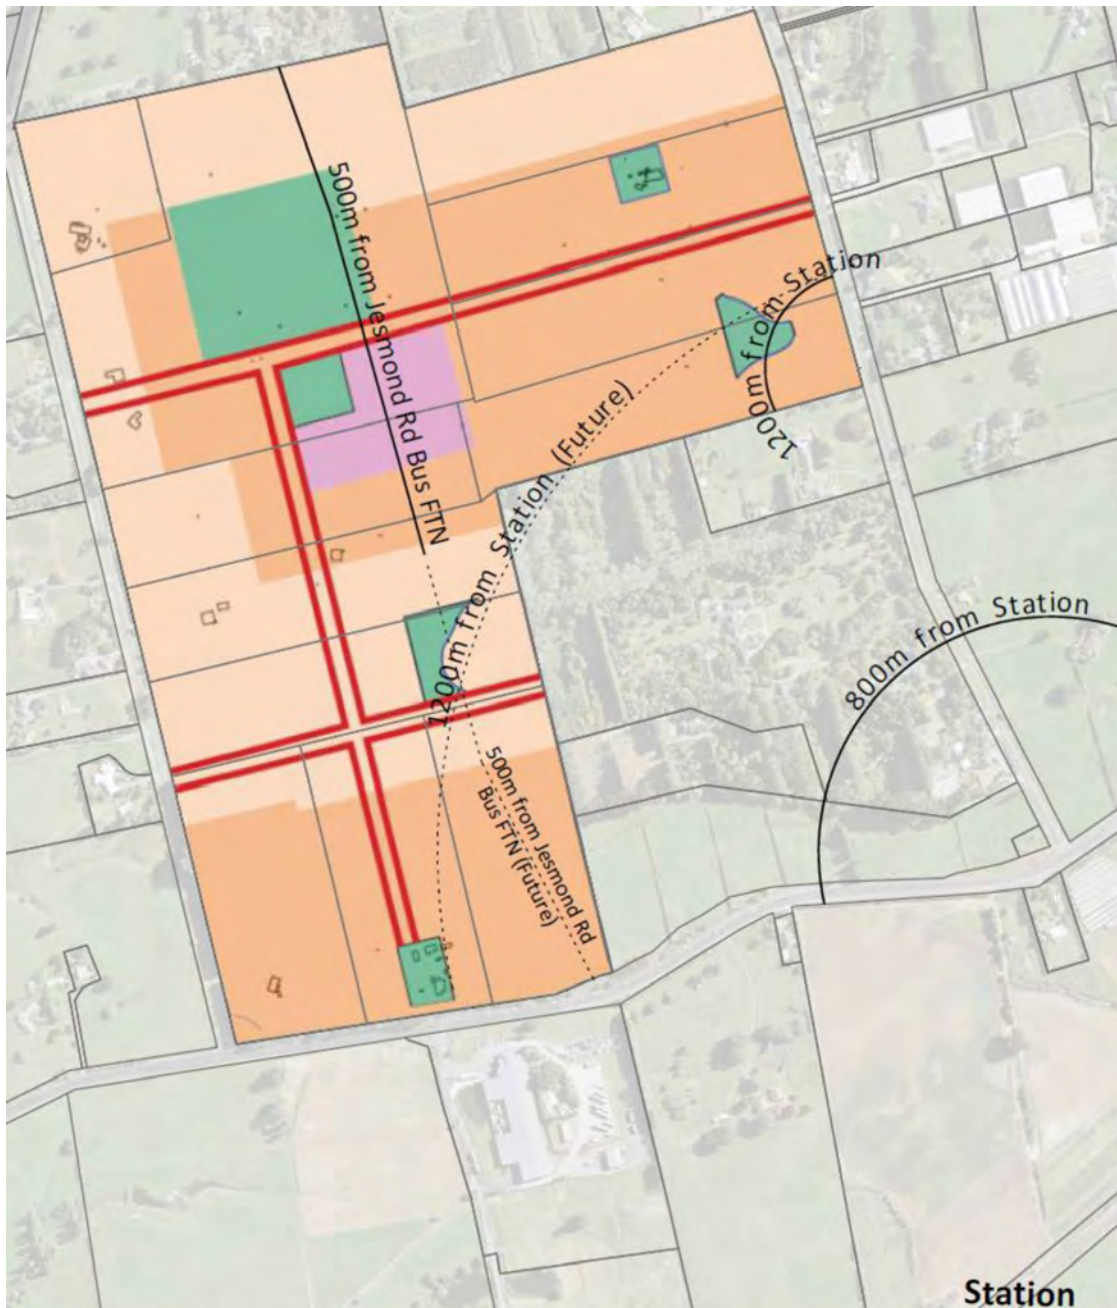 500m from Jesmond Rd Bus FTN
1200m from Station
1200m from Station (Future)
800m from Station
500m from Jesmond Rd
Bus FTN (Future)
Station